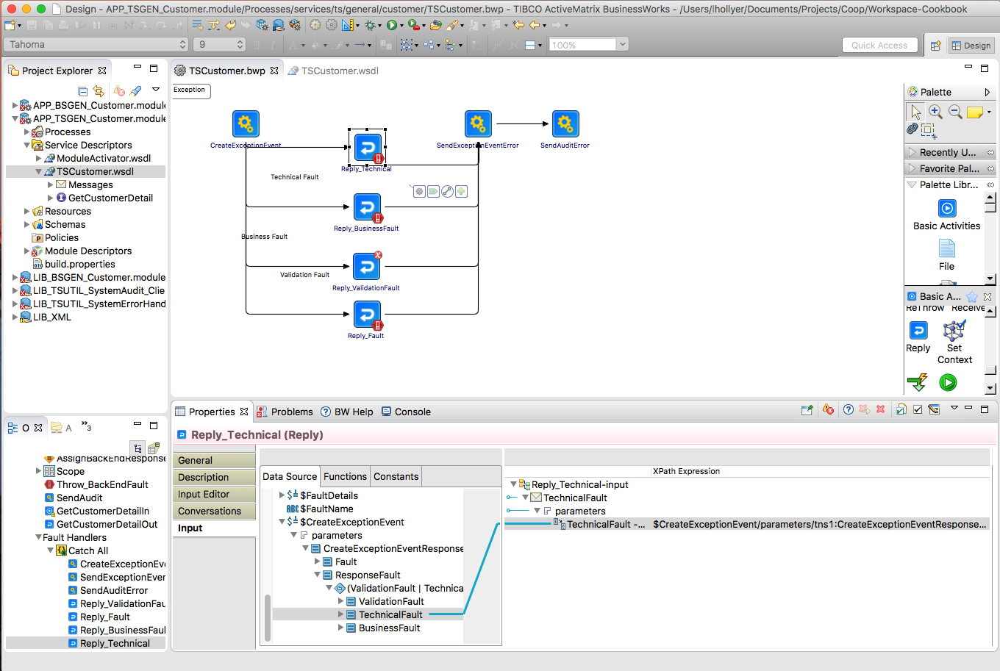 Design - APP_TSGEN_Customer.module/Processes/services/ts/general/customer/TSCustomer.bwp - TIBCO ActiveMatrix BusinessWorks - /Users/lhollyer/Documents/Projects/Coop/Workspace-Cookbook
Tahoma
9
100%
Quick Access
Design
Project Explorer
APP_BSGEN_Customer.module
APP_TSGEN_Customer.module
Processes
Service Descriptors
ModuleActivator.wsdl
TSCustomer.wsdl
Messages
GetCustomerDetail
Resources
Schemas
Policies
Module Descriptors
build.properties
LIB_BSGEN_Customer.module
LIB_TSUTIL_SystemAudit_Clie
LIB_TSUTIL_SystemErrorHand
LIB_XML
TSCustomer.bwp
TSCustomer.wsdl
Exception
CreateExceptionEvent
Reply_Technical
Technical Fault
SendExceptionEventError
SendAuditError
Reply_BusinessFault
Business Fault
Validation Fault
Reply_ValidationFault
Reply_Fault
Palette
Recently U...
Favorite Pal...
Palette Libr...
Basic Activities
File
Basic A...
ReThrow Receive
Reply
Set
Context
O
A
»3
AssignBackEndResponse
Scope
Throw_BackEndFault
SendAudit
GetCustomerDetailIn
GetCustomerDetailOut
Fault Handlers
Catch All
CreateExceptionEve
SendExceptionEven
SendAuditError
Reply_ValidationFau
Reply_Fault
Reply_BusinessFaul
Reply_Technical
Properties
Problems
BW Help
Console
Reply_Technical (Reply)
General
Description
Input Editor
Conversations
Input
Data Source
Functions
Constants
$FaultDetails
ABC $FaultName
$CreateExceptionEvent
parameters
CreateExceptionEventResponse
Fault
ResponseFault
(ValidationFault | Technica
ValidationFault
TechnicalFault
BusinessFault
XPath Expression
Reply_Technical-input
TechnicalFault
parameters
TechnicalFault -...
$CreateExceptionEvent/parameters/tns1:CreateExceptionEventResponse...